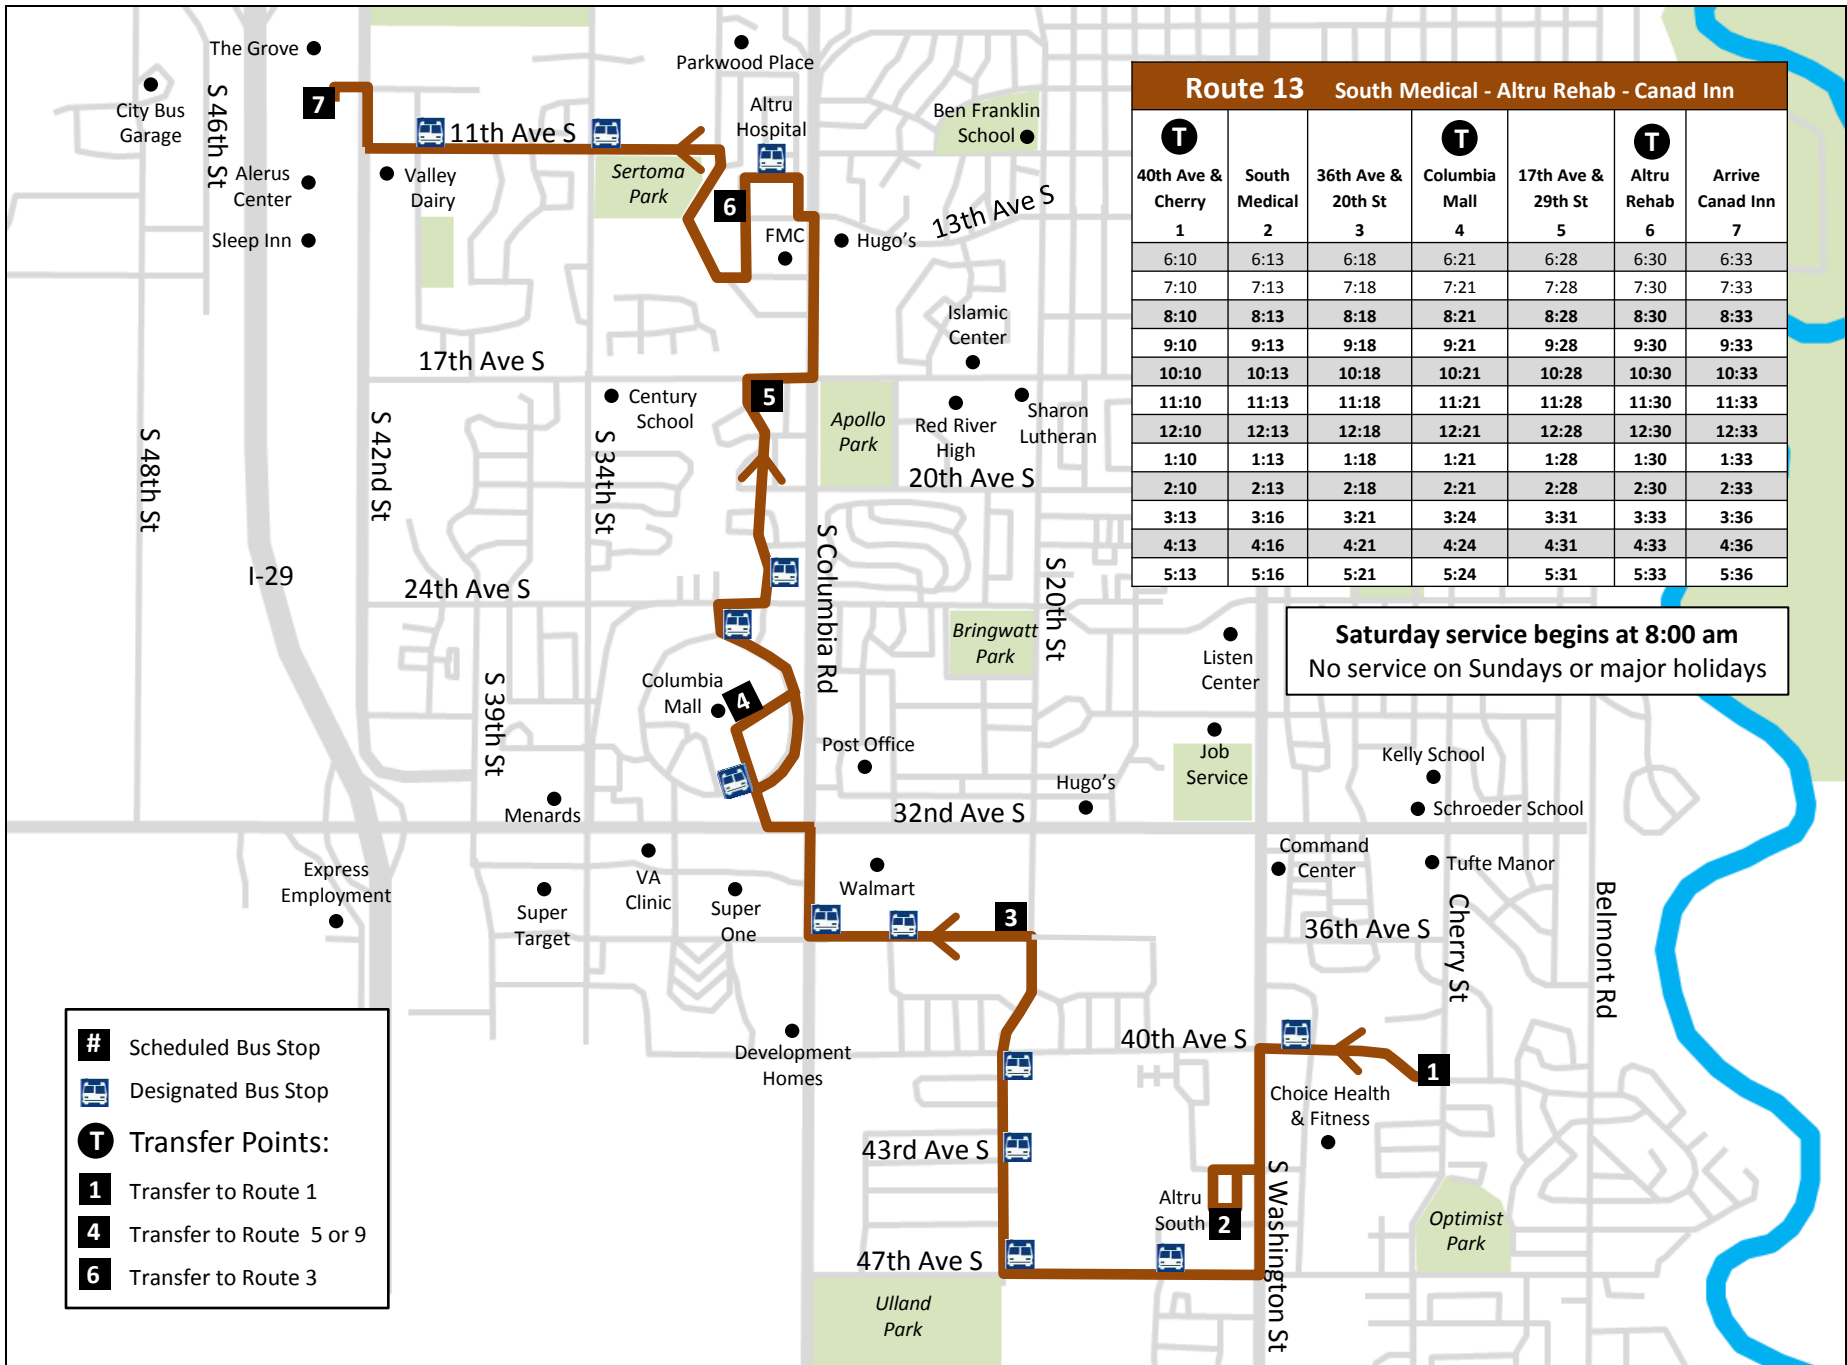 The Grove
City Bus
Garage
S 46th St
7
11th Ave S
Alerus
Center
Valley
Dairy
Sleep Inn
Sertoma
Park
Parkwood Place
Altru
Hospital
6
FMC
Hugo's
13th Ave S
Ben Franklin
School
Route 13 South Medical - Altru Rehab - Canad Inn
T T T
40th Ave & Cherry South Medical 36th Ave & 20th St Columbia Mall 17th Ave & 29th St Altru Rehab Arrive Canad Inn
1 2 3 4 5 6 7
6:10 6:13 6:18 6:21 6:28 6:30 6:33
7:10 7:13 7:18 7:21 7:28 7:30 7:33
8:10 8:13 8:18 8:21 8:28 8:30 8:33
9:10 9:13 9:18 9:21 9:28 9:30 9:33
10:10 10:13 10:18 10:21 10:28 10:30 10:33
11:10 11:13 11:18 11:21 11:28 11:30 11:33
12:10 12:13 12:18 12:21 12:28 12:30 12:33
1:10 1:13 1:18 1:21 1:28 1:30 1:33
2:10 2:13 2:18 2:21 2:28 2:30 2:33
3:13 3:16 3:21 3:24 3:31 3:33 3:36
4:13 4:16 4:21 4:24 4:31 4:33 4:36
5:13 5:16 5:21 5:24 5:31 5:33 5:36
Saturday service begins at 8:00 am
No service on Sundays or major holidays
Islamic
Center
17th Ave S
Century
School
5
Apollo
Park
Red River
High
Sharon
Lutheran
20th Ave S
S 48th St
S 42nd St
S 34th St
S Columbia Rd
S 20th St
I-29
24th Ave S
Bringwatt
Park
Listen
Center
S 39th St
Columbia
Mall
4
Post Office
Job
Service
Kelly School
Hugo's
Schroeder School
Menards
32nd Ave S
Command
Center
Tufte Manor
Express
Employment
VA
Clinic
Walmart
Super
Target
Super
One
3
36th Ave S
Cherry St
Belmont Rd
Development
Homes
40th Ave S
1
Choice Health
& Fitness
43rd Ave S
Altru
South
2
S Washington St
Optimist
Park
47th Ave S
Ulland
Park
# Scheduled Bus Stop
Designated Bus Stop
T Transfer Points:
1 Transfer to Route 1
4 Transfer to Route 5 or 9
6 Transfer to Route 3